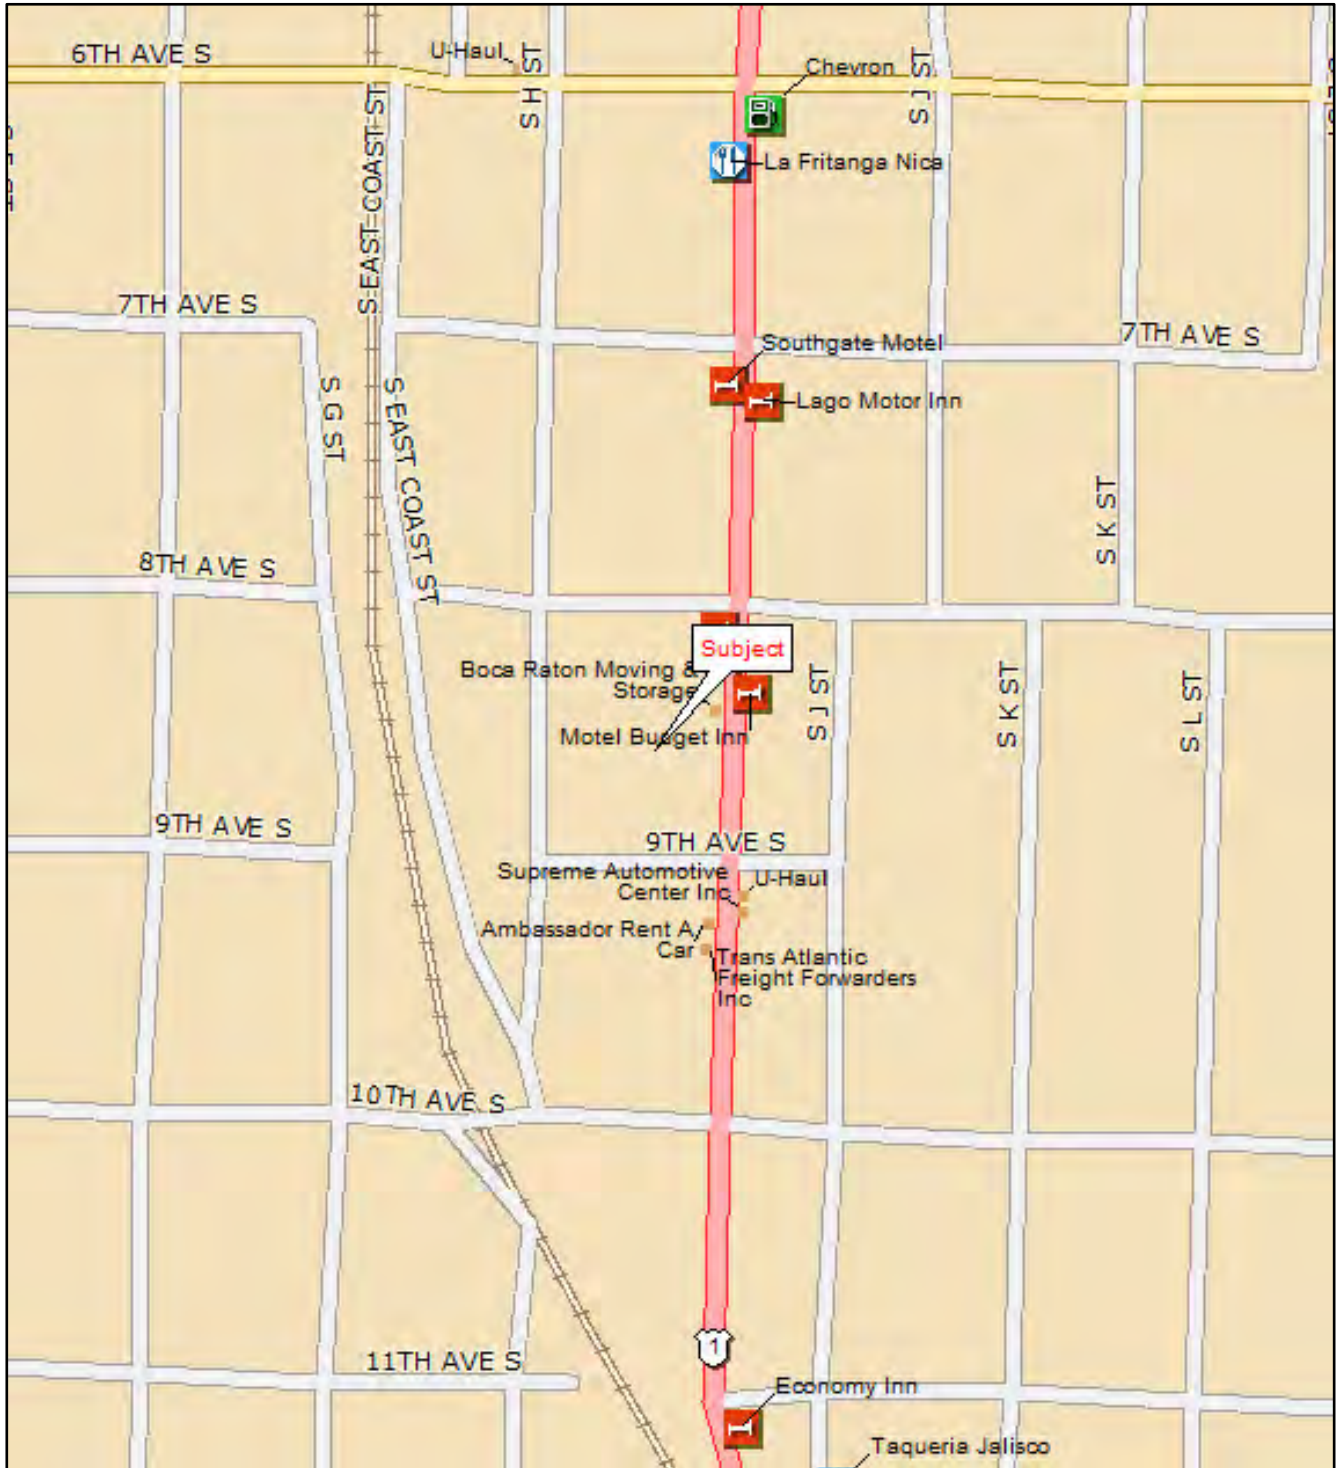 6TH AVE S
U-Haul
S H ST
Chevron
S J ST
S EAST COAST ST
La Fritanga Nica
7TH AVE S
7TH AVE S
Southgate Motel
Lago Motor Inn
S G ST
S EAST COAST ST
S K ST
8TH AVE S
Subject
Boca Raton Moving &
Storage
Motel Budget Inn
S J ST
S K ST
S L ST
9TH AVE S
9TH AVE S
Supreme Automotive
Center Inc
U-Haul
Ambassador Rent A
Car
Trans Atlantic
Freight Forwarders
Inc
10TH AVE S
1
11TH AVE S
Economy Inn
Taqueria Jalisco